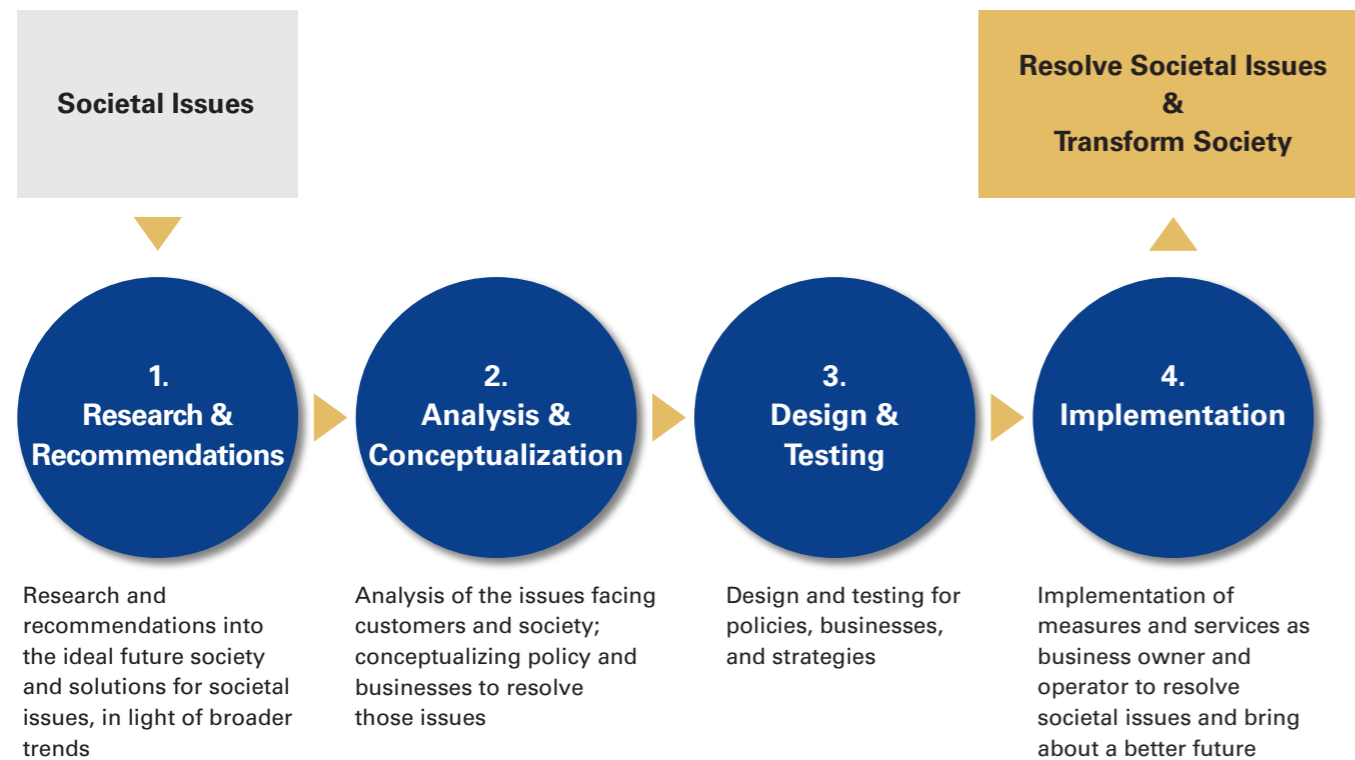 Societal Issues
Resolve Societal Issues
&
Transform Society
1.
Research &
Recommendations
2.
Analysis &
Conceptualization
3.
Design &
Testing
4.
Implementation
Research and
recommendations into
the ideal future society
and solutions for societal
issues, in light of broader
trends
Analysis of the issues facing
customers and society;
conceptualizing policy and
businesses to resolve
those issues
Design and testing for
policies, businesses,
and strategies
Implementation of
measures and services as
business owner and
operator to resolve
societal issues and bring
about a better future